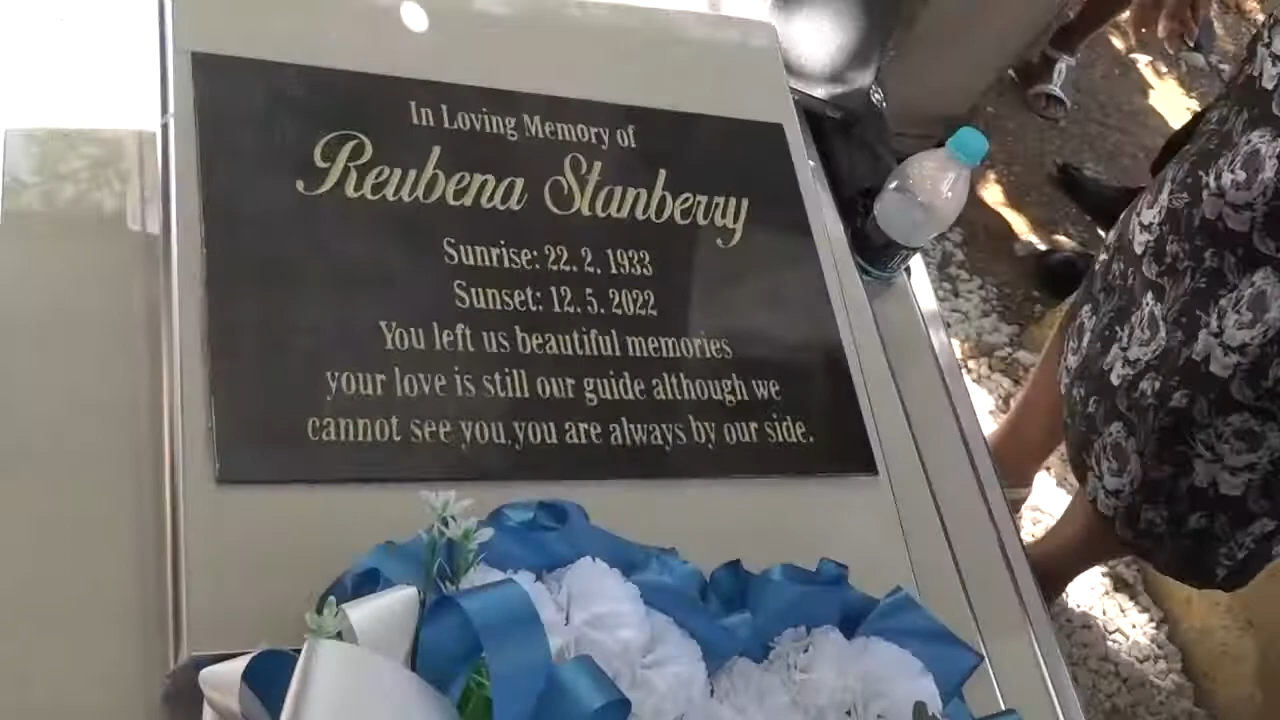 In Loving Memory of
Reubena Stanberry
Sunrise: 22. 2. 1933
Sunset: 12. 5. 2022
You left us beautiful memories
your love is still our guide although we
cannot see you,you are always by our side.